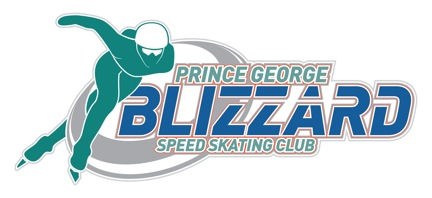 PRINCE GEORGE
BLIZZARD
SPEED SKATING CLUB